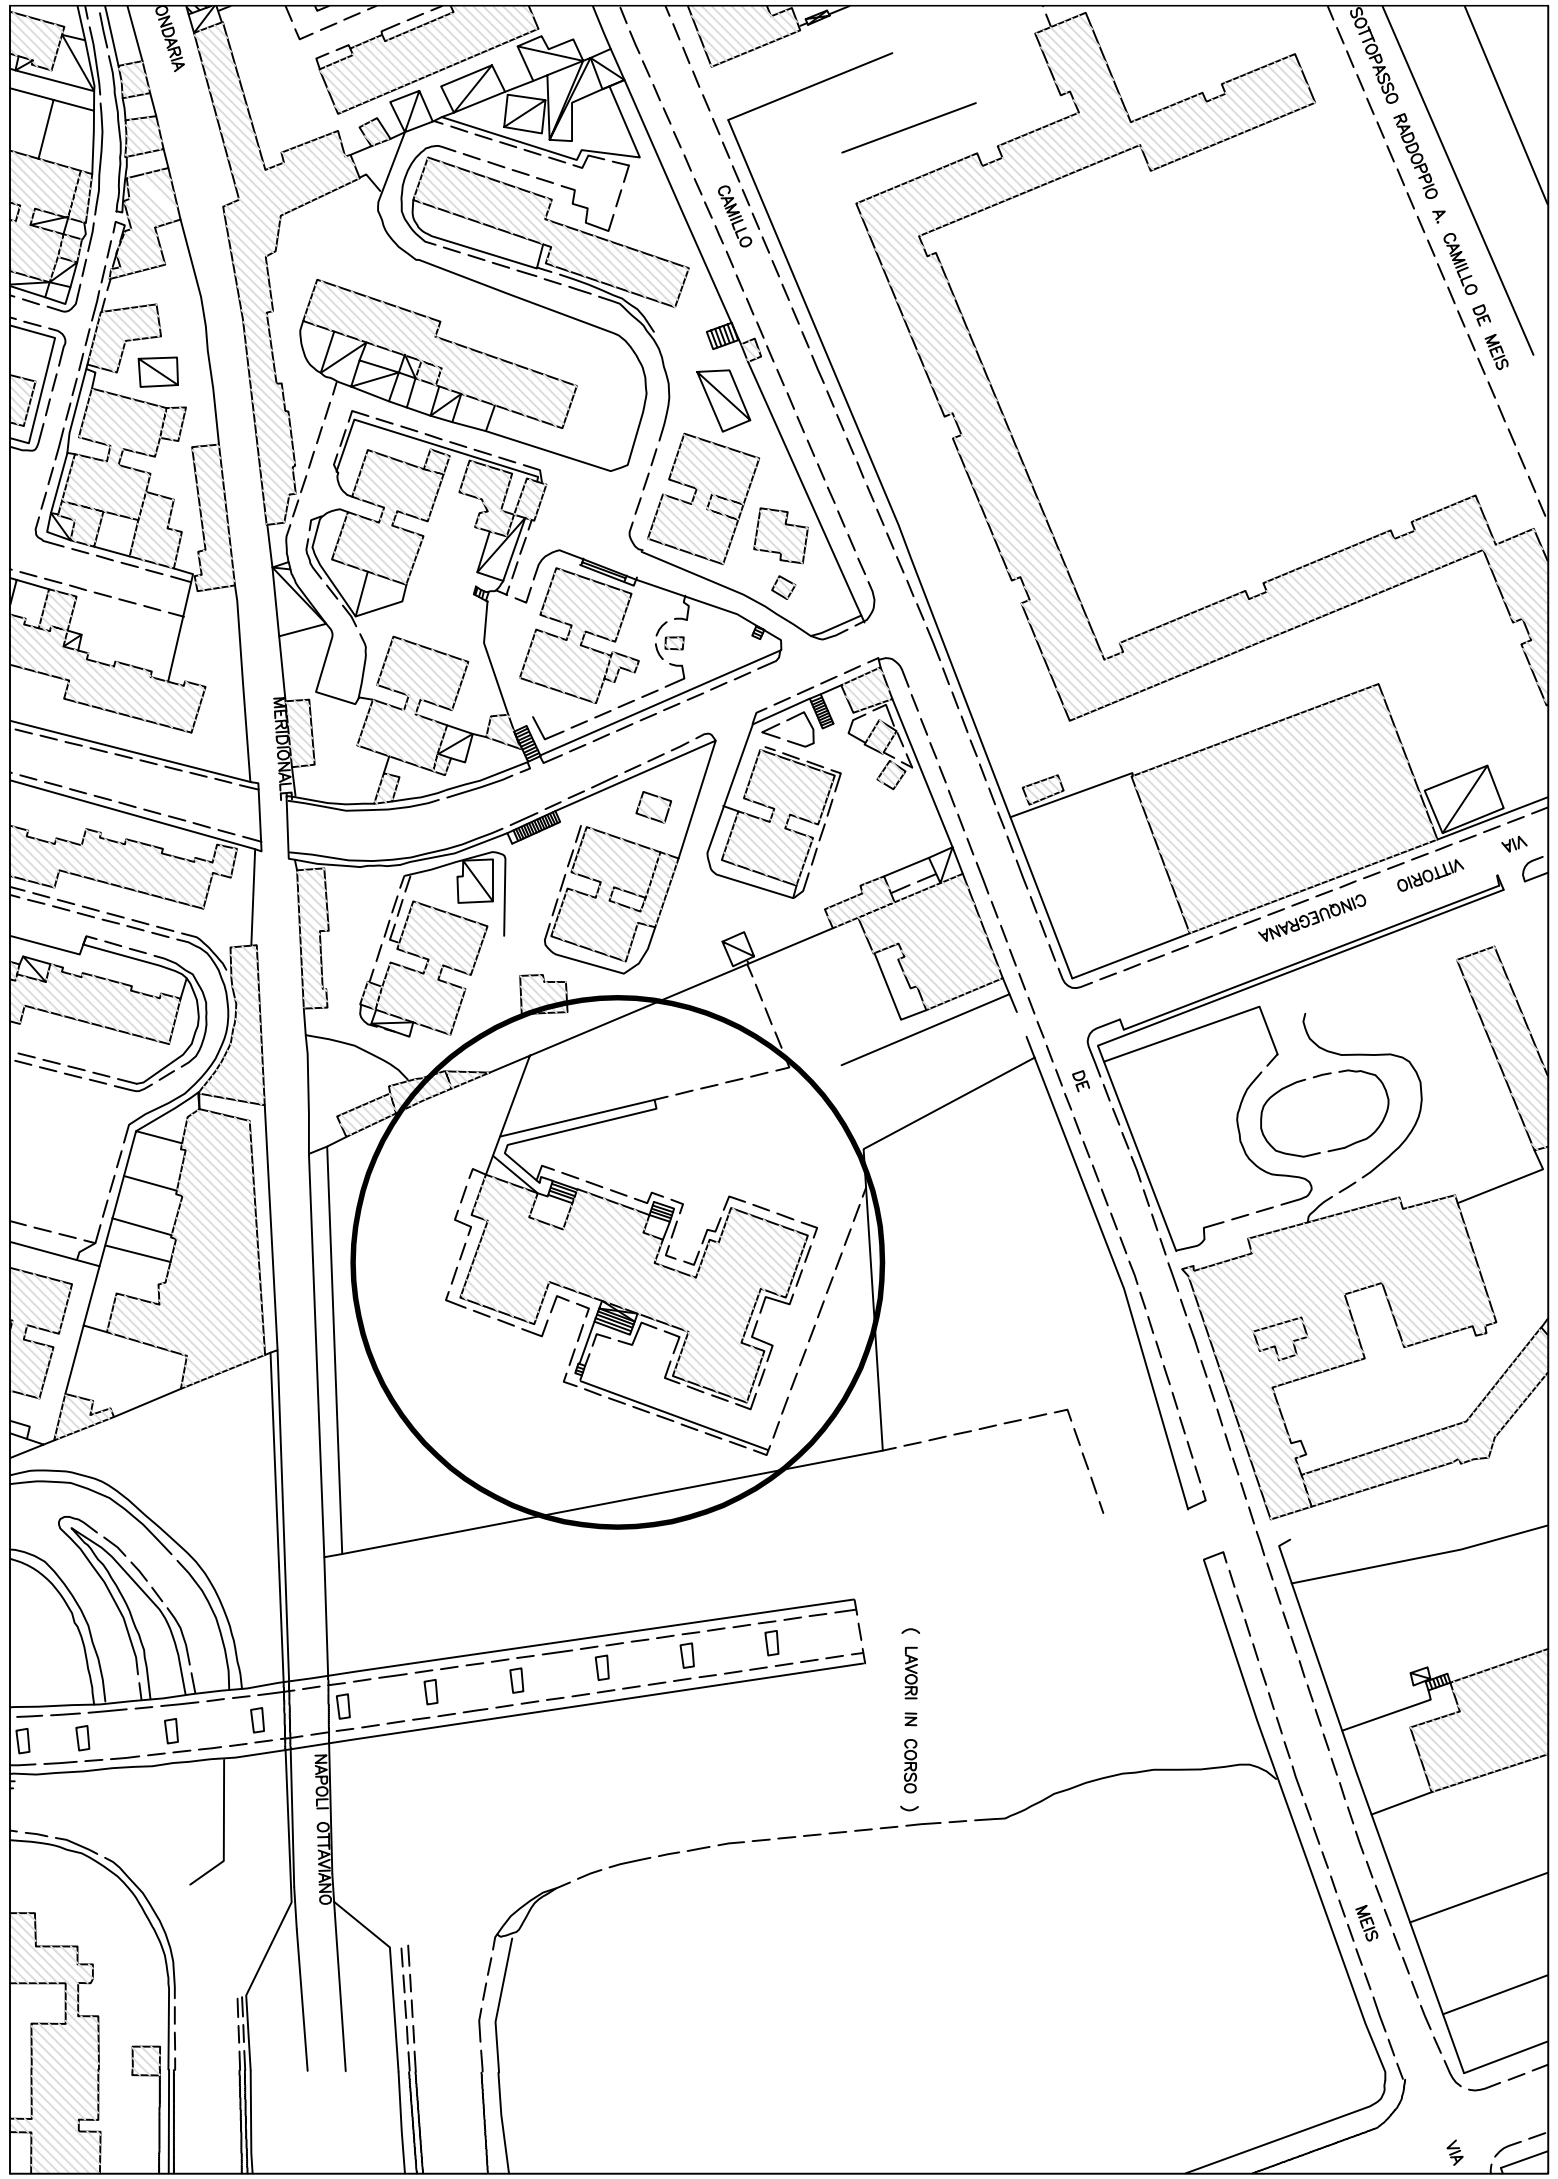 ONDARIA
SOTTOPASSO RADDOPPIO A. CAMILLO DE MEIS
CAMILLO
MERIDIONALE
VIA VITTORIO CINQUEGRANA
DE
( LAVORI IN CORSO )
NAPOLI OTTAVIANO
MEIS
VIA